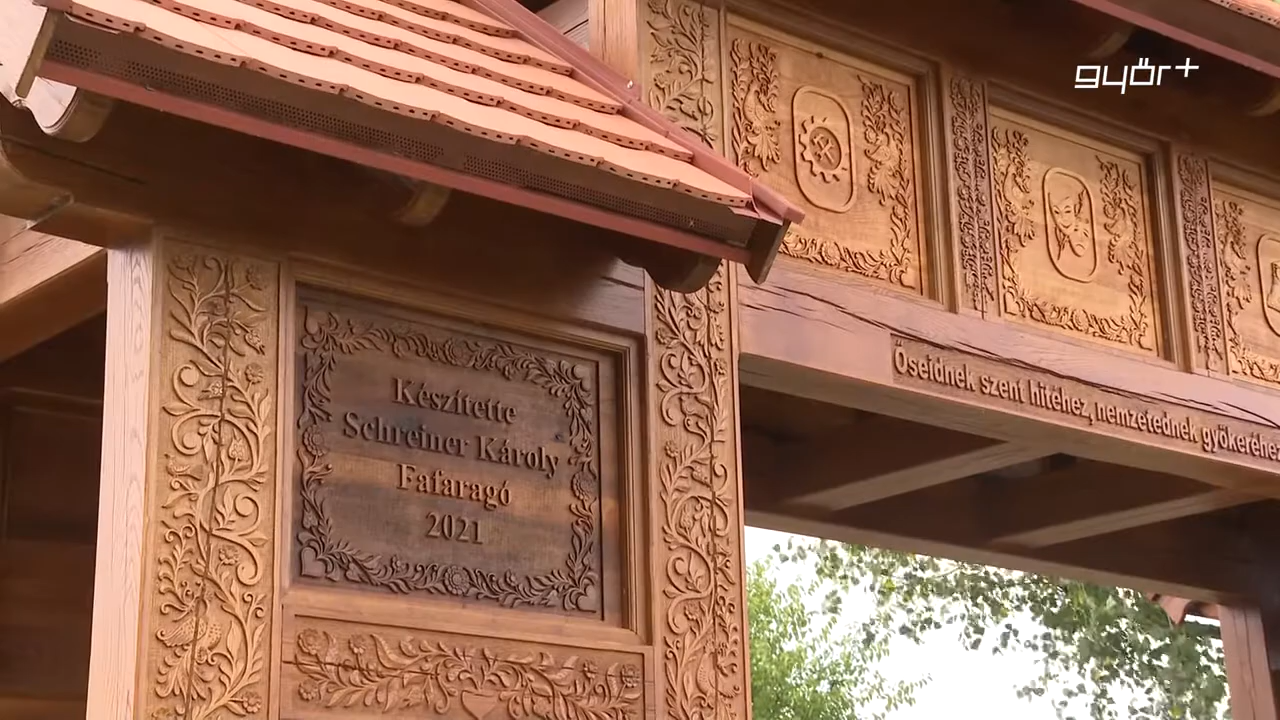 győr+
Készítette
Schreiner Károly
Fafaragó
2021
Őseidnek szent hitéhez, nemzetednek gyökeréhez